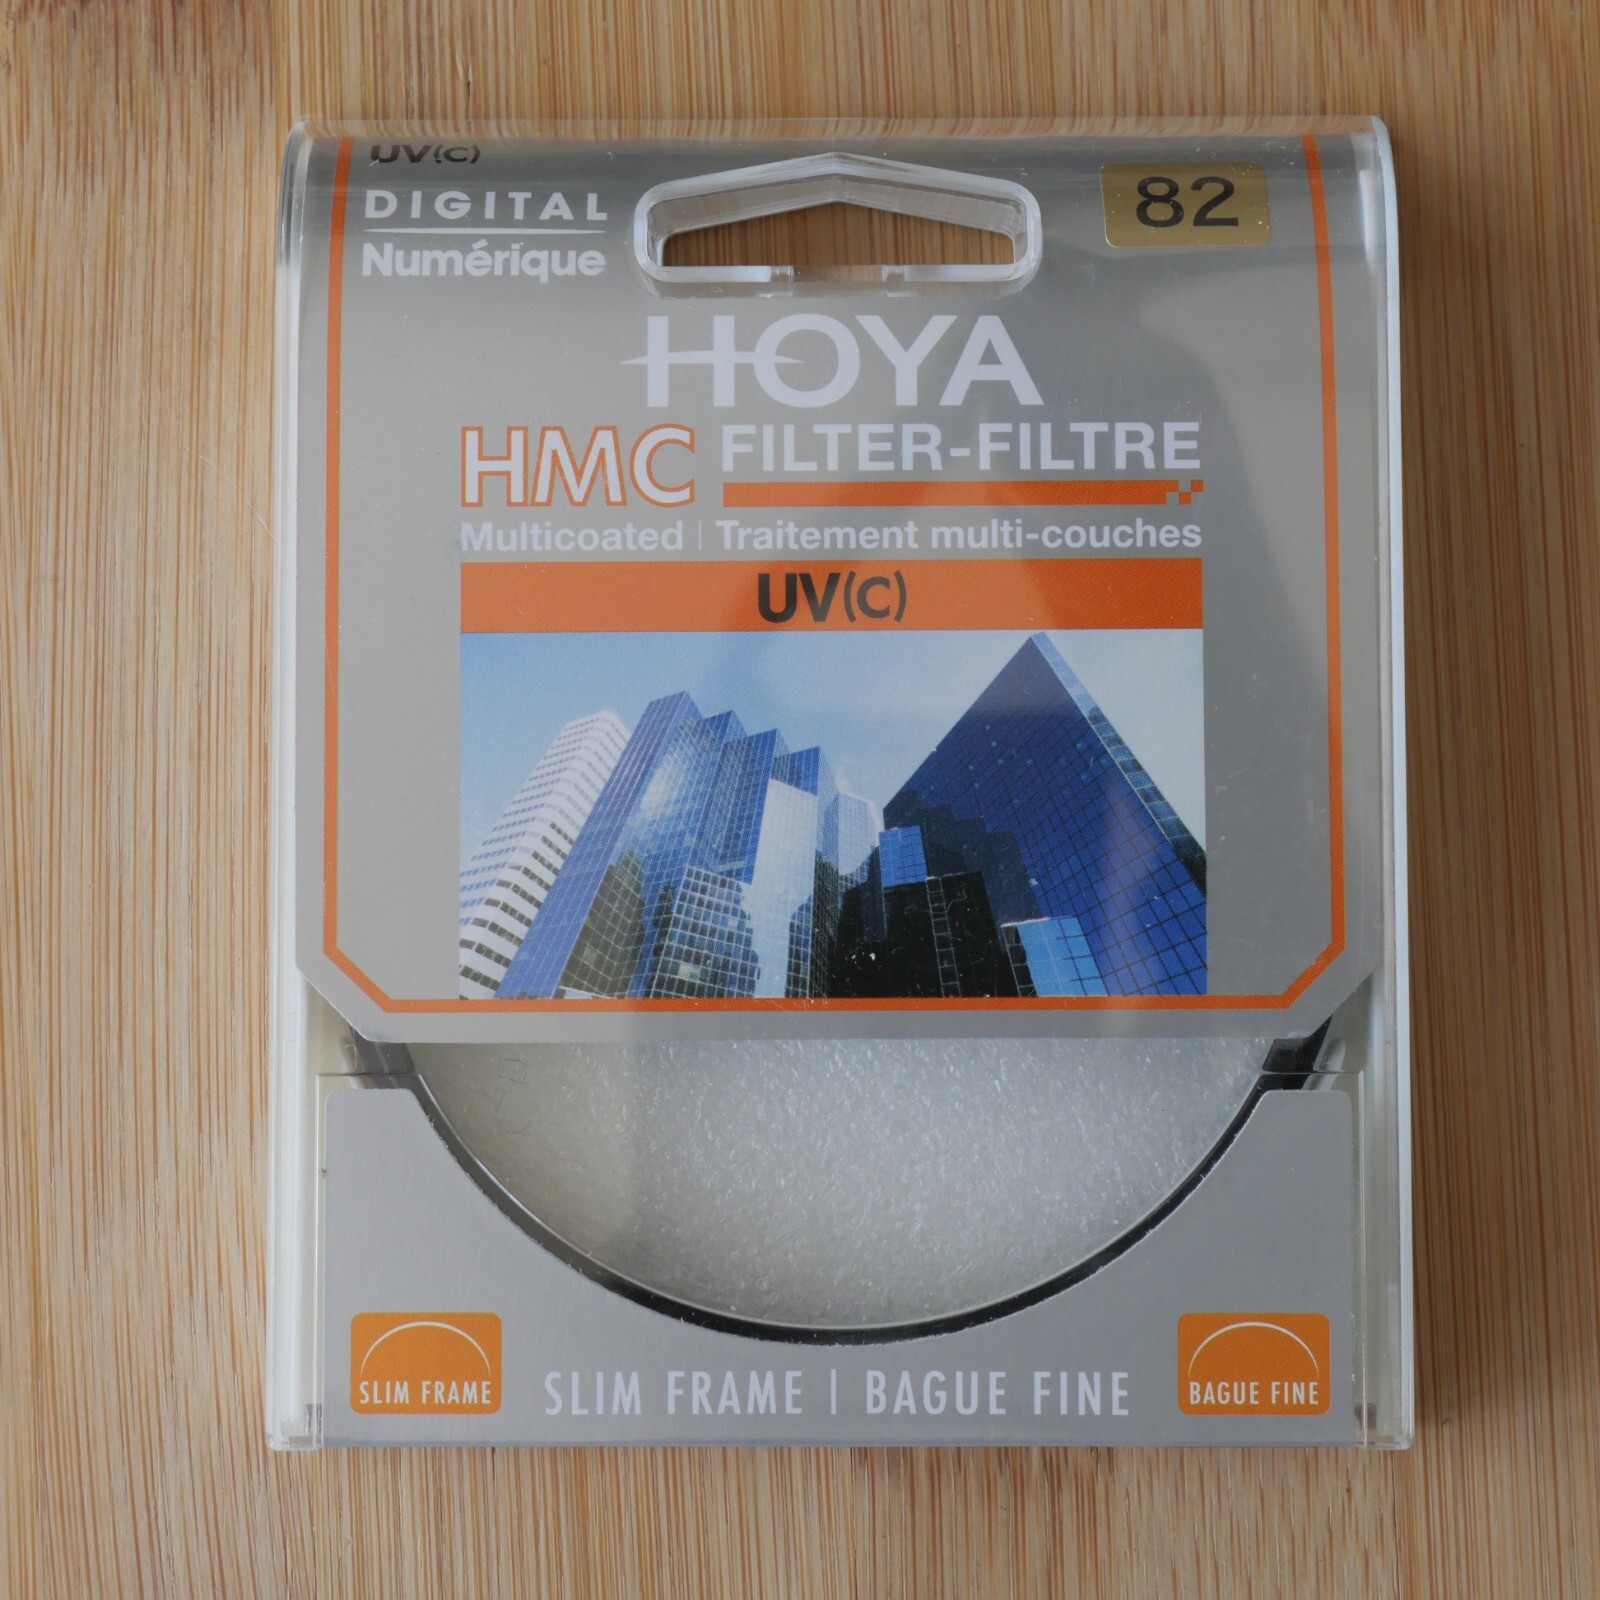 UV(C)
DIGITAL
Numérique
82
HOYA
HMC FILTER-FILTRE
Multicoated | Traitement multi-couches
UV(C)
SLIM FRAME
SLIM FRAME | BAGUE FINE
BAGUE FINE